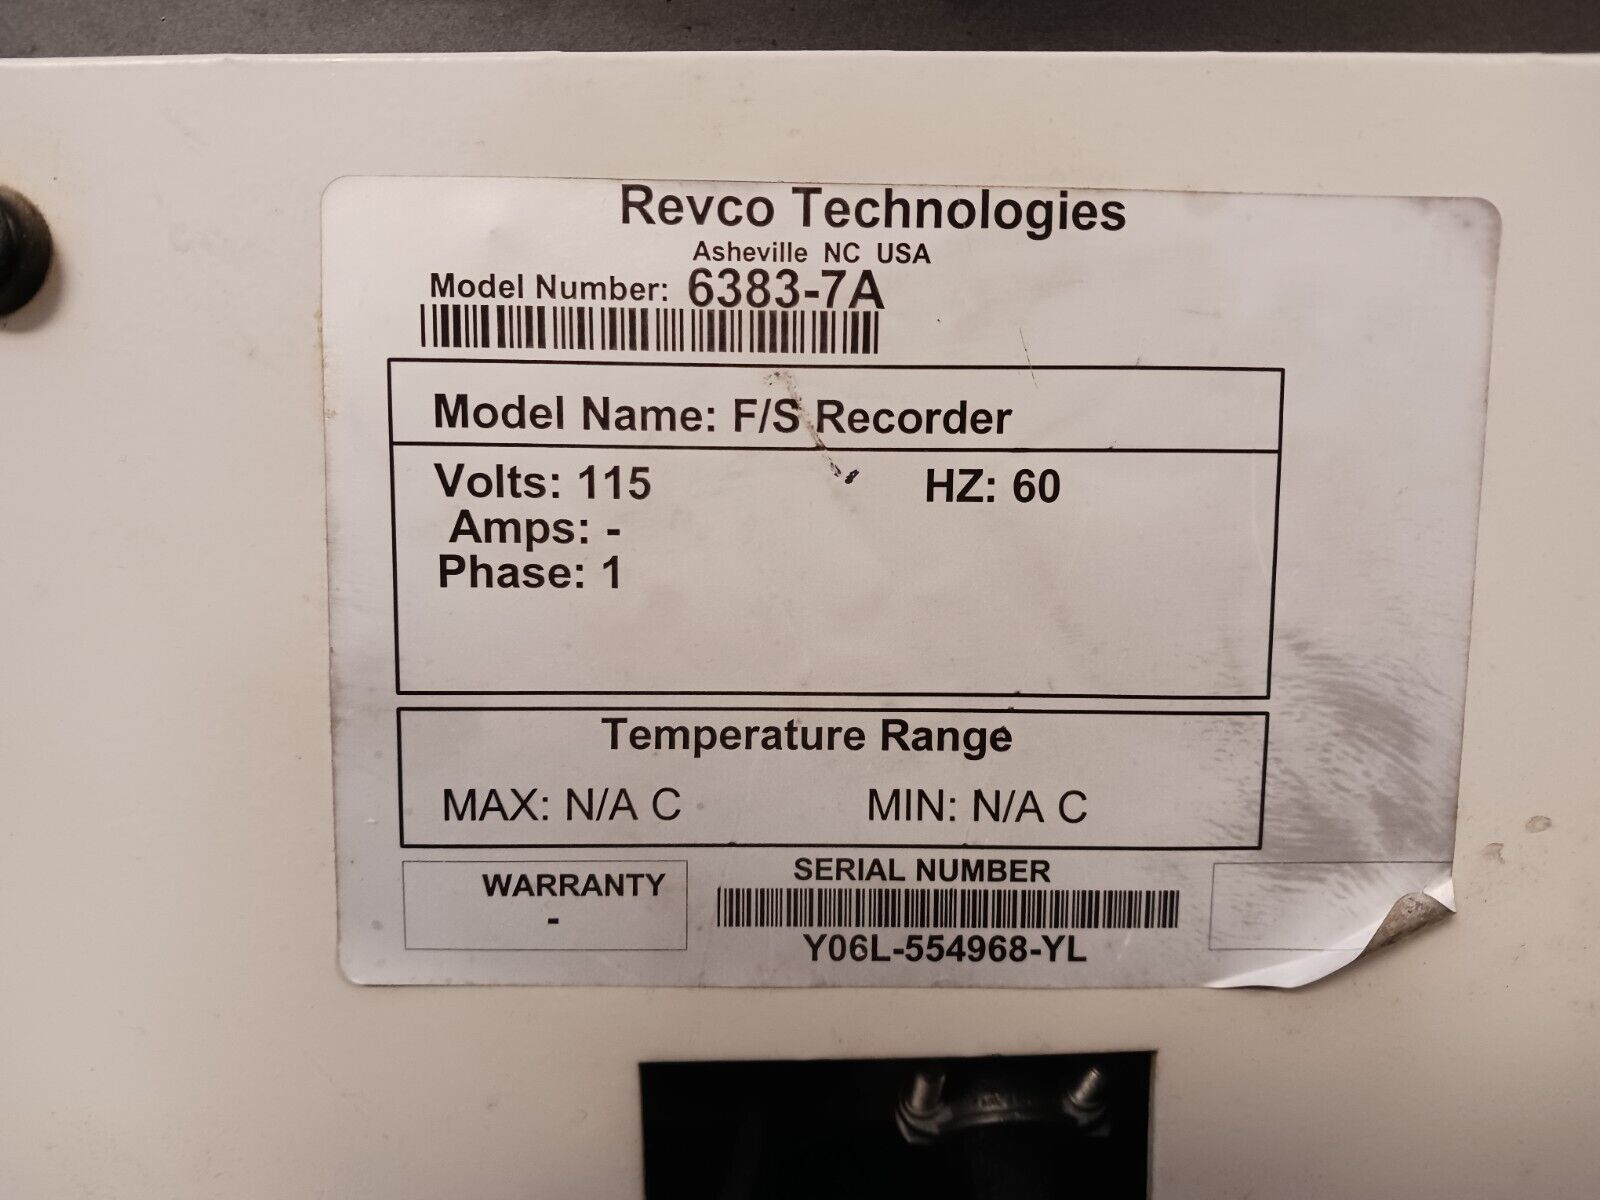 Revco Technologies
Asheville NC USA
Model Number: 6383-7A
Model Name: F/S Recorder
Volts: 115 HZ: 60
Amps: -
Phase: 1
Temperature Range
MAX: N/A C MIN: N/A C
WARRANTY
-
SERIAL NUMBER
Y06L-554968-YL